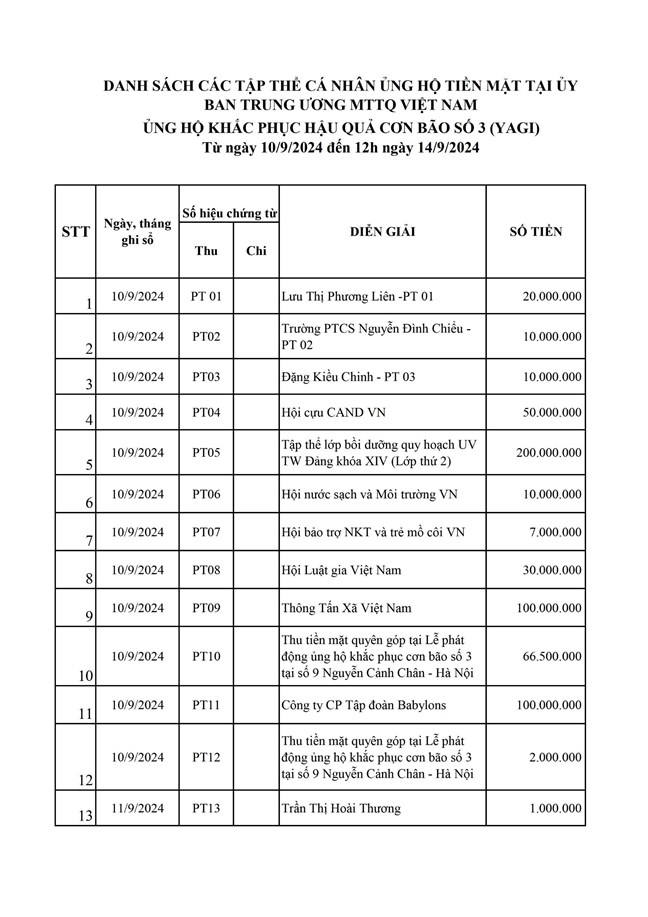 DANH SÁCH CÁC TẬP THỂ CÁ NHÂN ỦNG HỘ TIỀN MẶT TẠI ỦY
BAN TRUNG ƯƠNG MTTQ VIỆT NAM
ỦNG HỘ KHẮC PHỤC HẬU QUẢ CƠN BÃO SỐ 3 (YAGI)
Từ ngày 10/9/2024 đến 12h ngày 14/9/2024
STT Ngày, tháng ghi sổ Số hiệu chứng từ DIỄN GIẢI SỐ TIỀN
Thu Chi
1 10/9/2024 PT 01 Lưu Thị Phương Liên -PT 01 20.000.000
2 10/9/2024 PT02 Trường PTCS Nguyễn Đình Chiểu -
PT 02 10.000.000
3 10/9/2024 PT03 Đặng Kiều Chinh - PT 03 10.000.000
4 10/9/2024 PT04 Hội cựu CAND VN 50.000.000
5 10/9/2024 PT05 Tập thể lớp bồi dưỡng quy hoạch UV
TW Đảng khóa XIV (Lớp thứ 2) 200.000.000
6 10/9/2024 PT06 Hội nước sạch và Môi trường VN 10.000.000
7 10/9/2024 PT07 Hội bảo trợ NKT và trẻ mồ côi VN 7.000.000
8 10/9/2024 PT08 Hội Luật gia Việt Nam 30.000.000
9 10/9/2024 PT09 Thông Tấn Xã Việt Nam 100.000.000
10 10/9/2024 PT10 Thu tiền mặt quyên góp tại Lễ phát
động ủng hộ khắc phục cơn bão số 3
tại số 9 Nguyễn Cảnh Chân - Hà Nội 66.500.000
11 10/9/2024 PT11 Công ty CP Tập đoàn Babylons 100.000.000
12 10/9/2024 PT12 Thu tiền mặt quyên góp tại Lễ phát
động ủng hộ khắc phục cơn bão số 3
tại số 9 Nguyễn Cảnh Chân - Hà Nội 2.000.000
13 11/9/2024 PT13 Trần Thị Hoài Thương 1.000.000